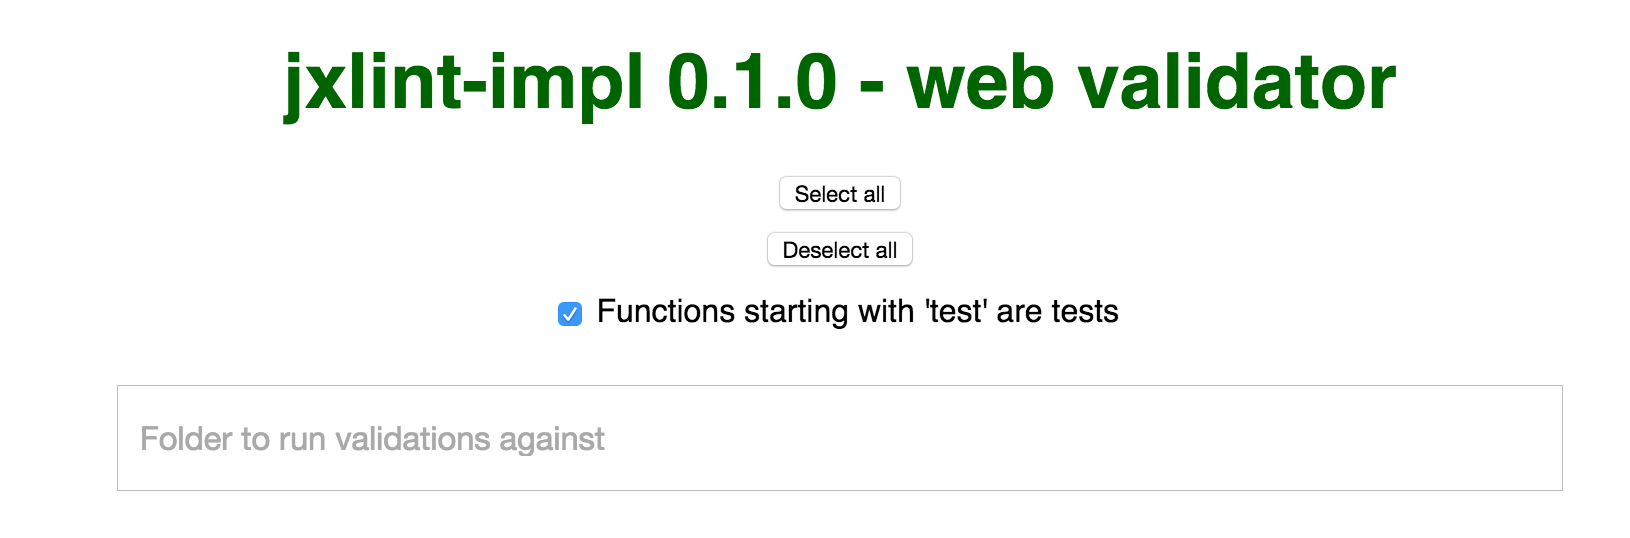 jxlint-impl 0.1.0 - web validator
Select all
Deselect all
Functions starting with 'test' are tests
Folder to run validations against